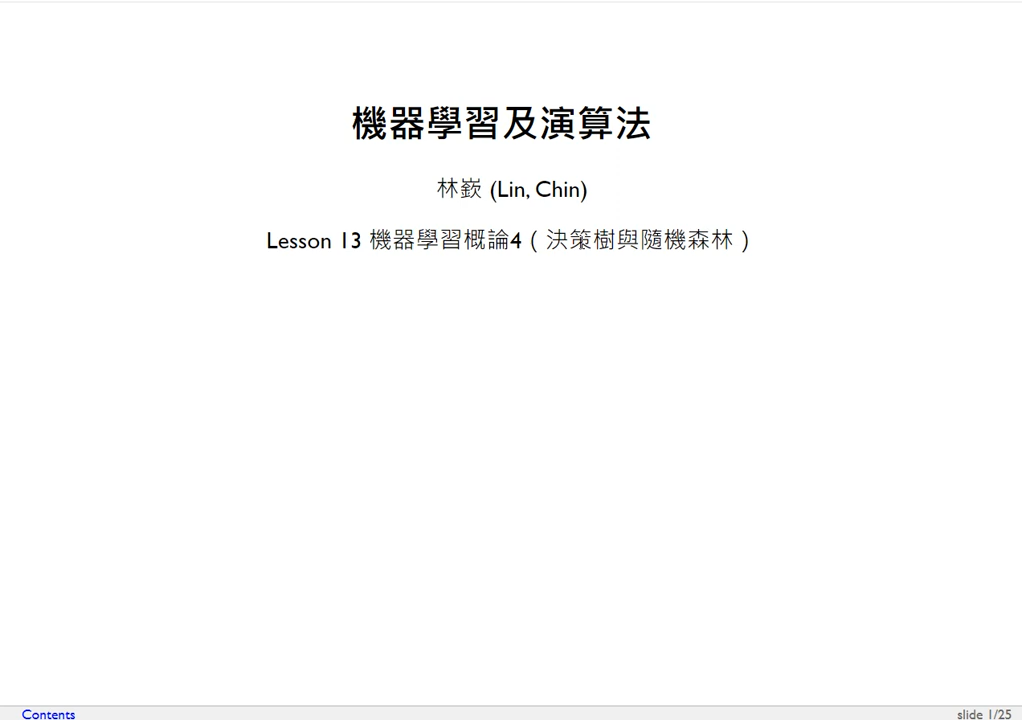 機器學習及演算法
林嶔 (Lin, Chin)
Lesson 13 機器學習概論4（決策樹與隨機森林）
Contents
slide 1/25